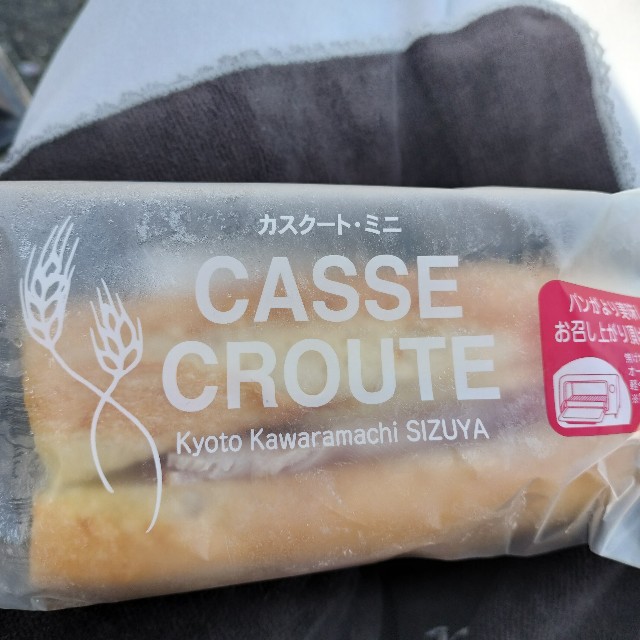 カスクート・ミニ
CASSE
CROUTE
Kyoto Kawaramachi SIZUYA
パンがより美味
お召し上がり頂